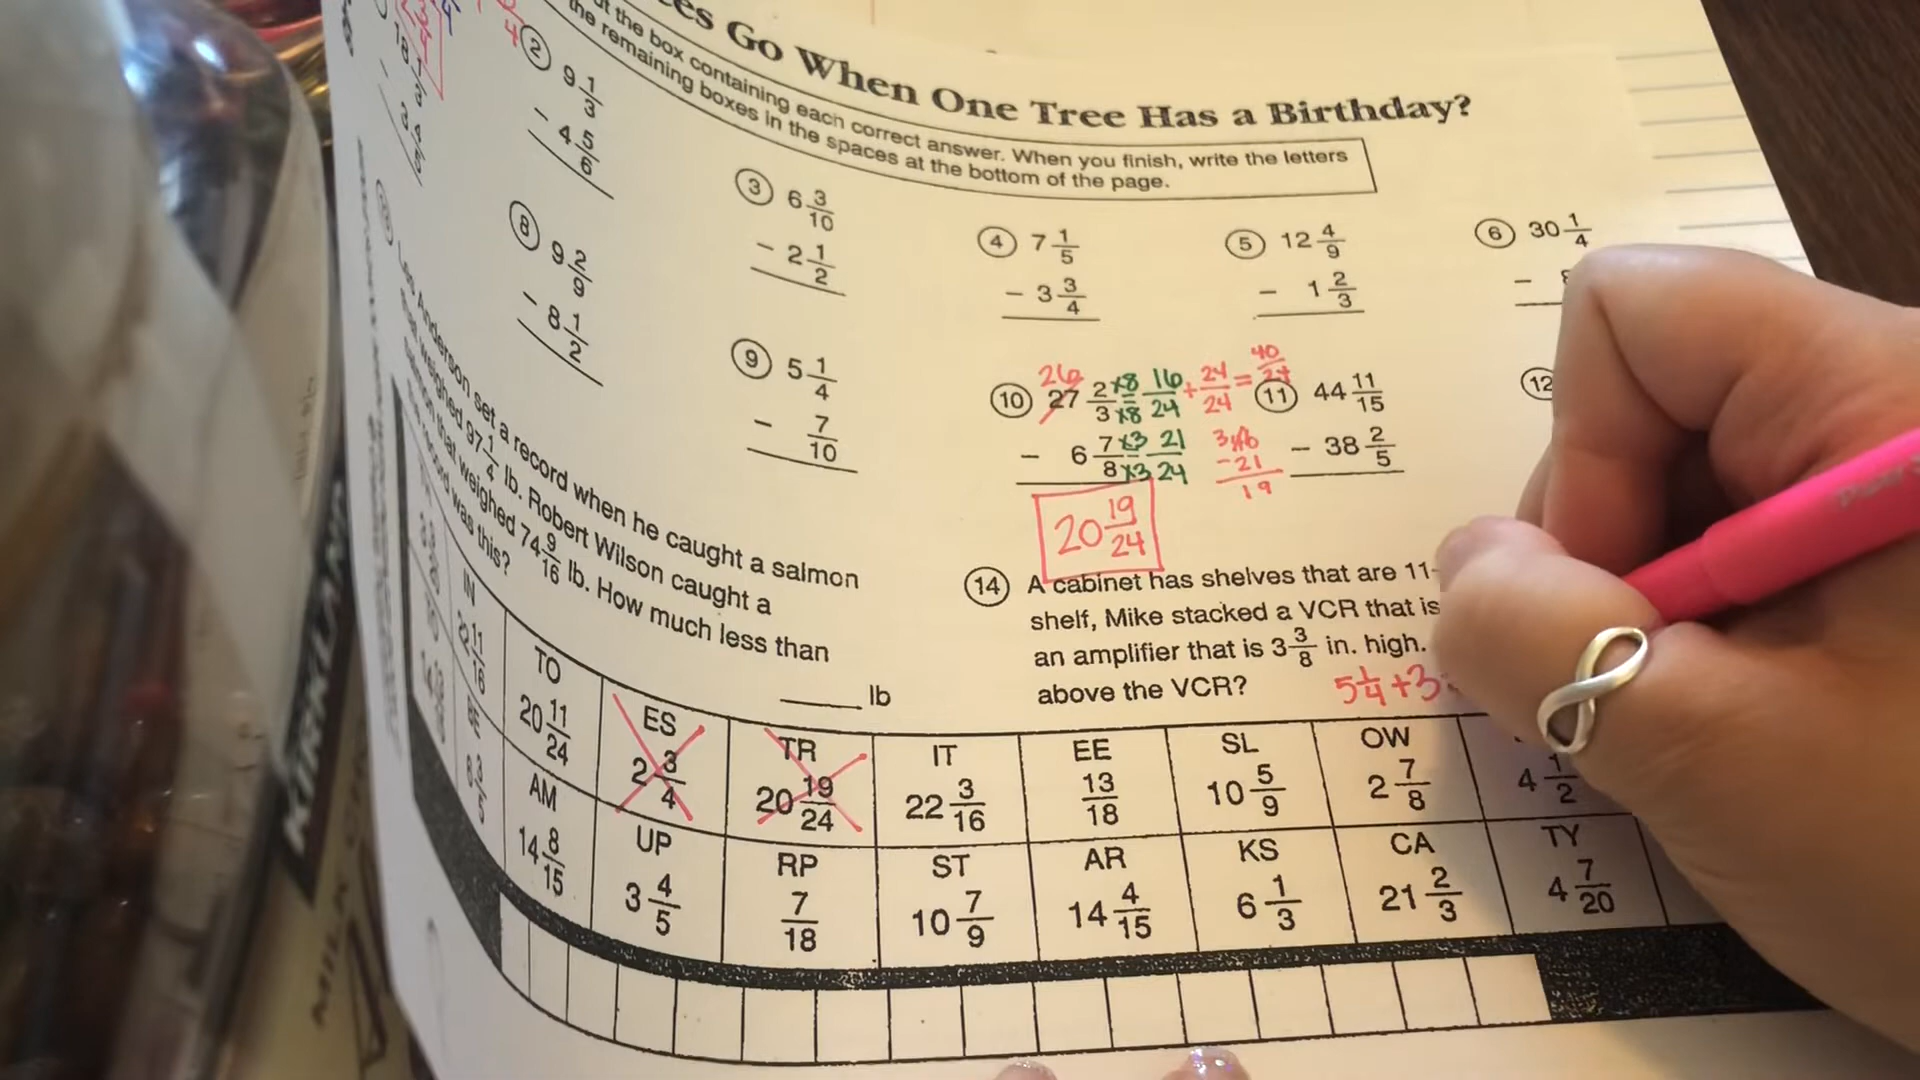 es Go When One Tree Has a Birthday?
the box containing each correct answer. When you finish, write the letters
the remaining boxes in the spaces at the bottom of the page.
② 9 1/3
- 4 5/6
③ 6 3/10
- 2 1/2
④ 7 1/5
- 3 3/4
⑤ 12 4/9
- 1 2/3
⑥ 30 1/4
-
⑧ 9 2/9
- 8 1/2
⑨ 5 1/4
- 7/10
26 40/24
⑩ 27 2/3 ×8/×8 16/24 + 24/24 =
- 6 7/8 ×3/×3 21/24
-21
19
20 19/24
⑪ 44 11/15
- 38 2/5
⑫
Anderson set a record when he caught a salmon
that weighed 97 1/4 lb. Robert Wilson caught a
salmon that weighed 74 9/16 lb. How much less than
record was this?
____ lb
⑭ A cabinet has shelves that are 11
shelf, Mike stacked a VCR that is
an amplifier that is 3 3/8 in. high.
above the VCR?
5 1/4 + 3
IN TO ES TR IT EE SL OW
22 11/16 20 11/24 2 3/4 20 19/24 22 3/16 13/18 10 5/9 2 7/8 4 1/2
AM UP RP ST AR KS CA TY
6 3/5 14 8/15 3 4/5 7/18 10 7/9 14 4/15 6 1/3 21 2/3 4 7/20
KIRKLAND